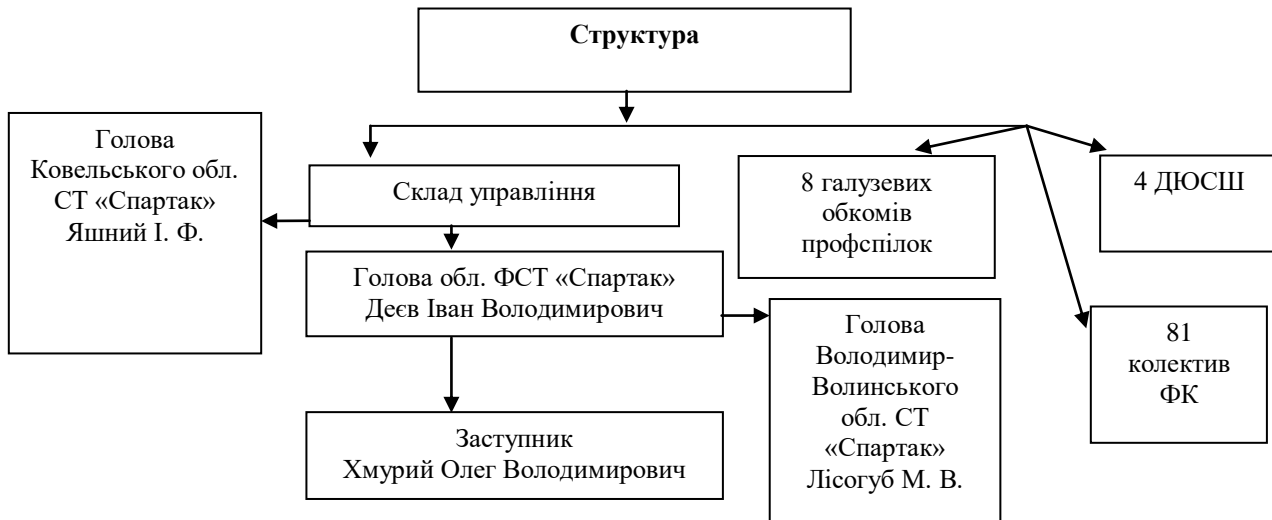 Структура
Голова
Ковельського обл.
СТ «Спартак»
Яшний І. Ф.
Склад управління
8 галузевих
обкомів
профспілок
4 ДЮСШ
Голова обл. ФСТ «Спартак»
Деєв Іван Володимирович
Голова
Володимир-
Волинського
обл. СТ
«Спартак»
Лісогуб М. В.
81
колектив
ФК
Заступник
Хмурий Олег Володимирович